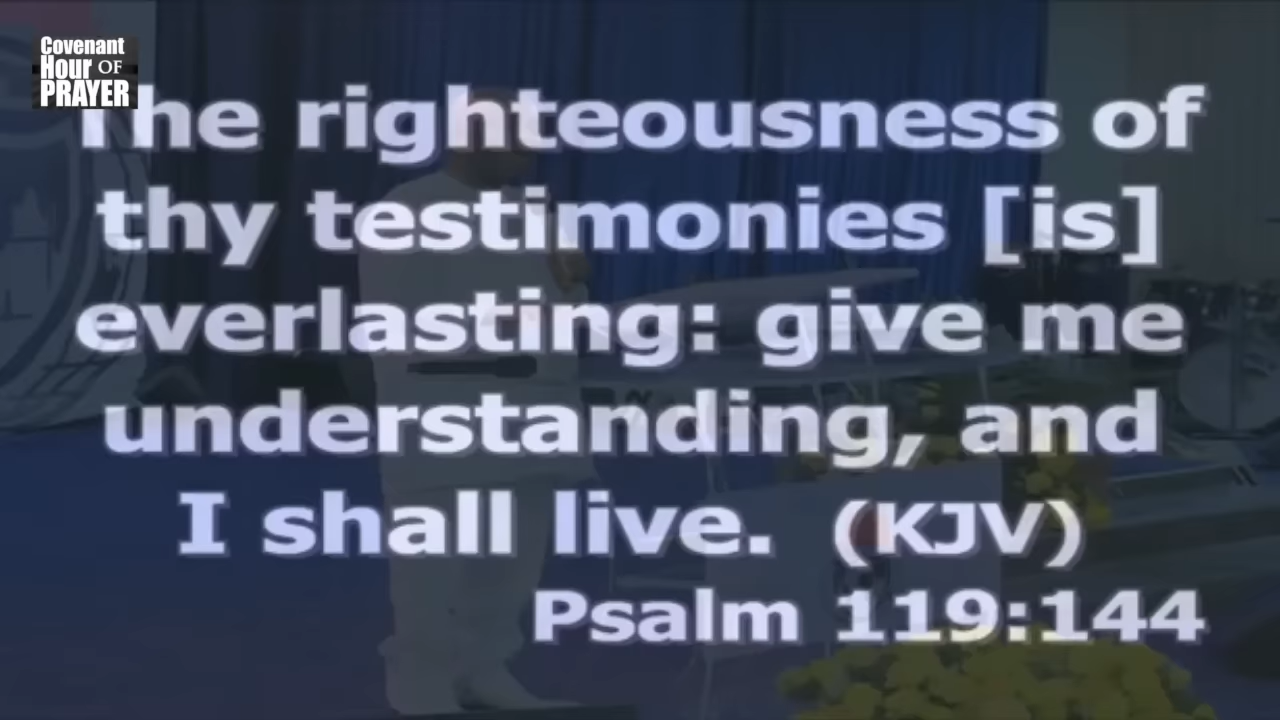 Covenant
Hour OF
PRAYER
The righteousness of
thy testimonies [is]
everlasting: give me
understanding, and
I shall live. (KJV)
Psalm 119:144